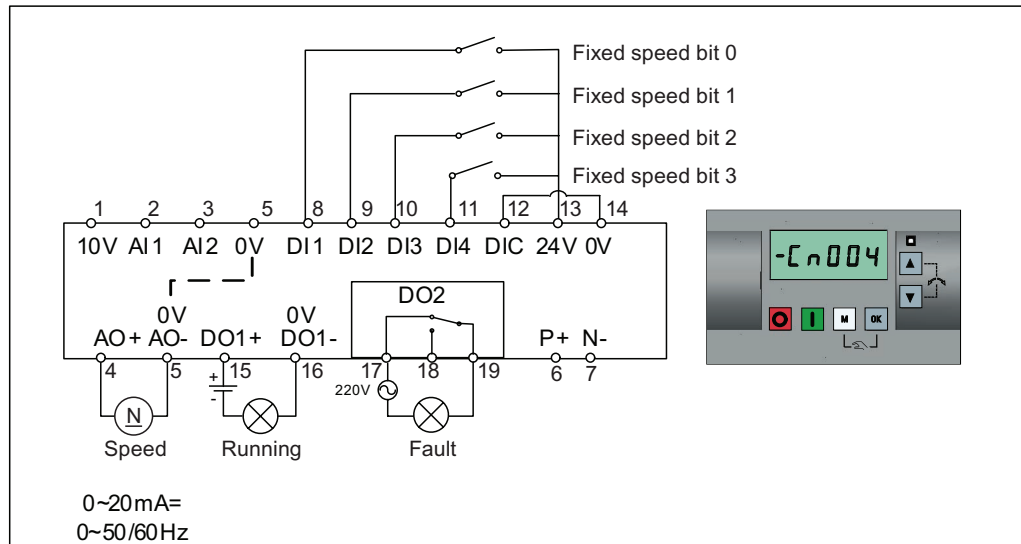 Fixed speed bit 0
Fixed speed bit 1
Fixed speed bit 2
Fixed speed bit 3
1 2 3 5 8 9 10 11 12 13 14
10V AI1 AI2 0V DI1 DI2 DI3 DI4 DIC 24V 0V
-Cn004
M OK
DO2
0V 0V
AO+ AO- DO1+ DO1- P+ N-
4 5 15 16 17 18 19 6 7
+
-
220V
N
Speed Running Fault
0~20mA=
0~50/60Hz